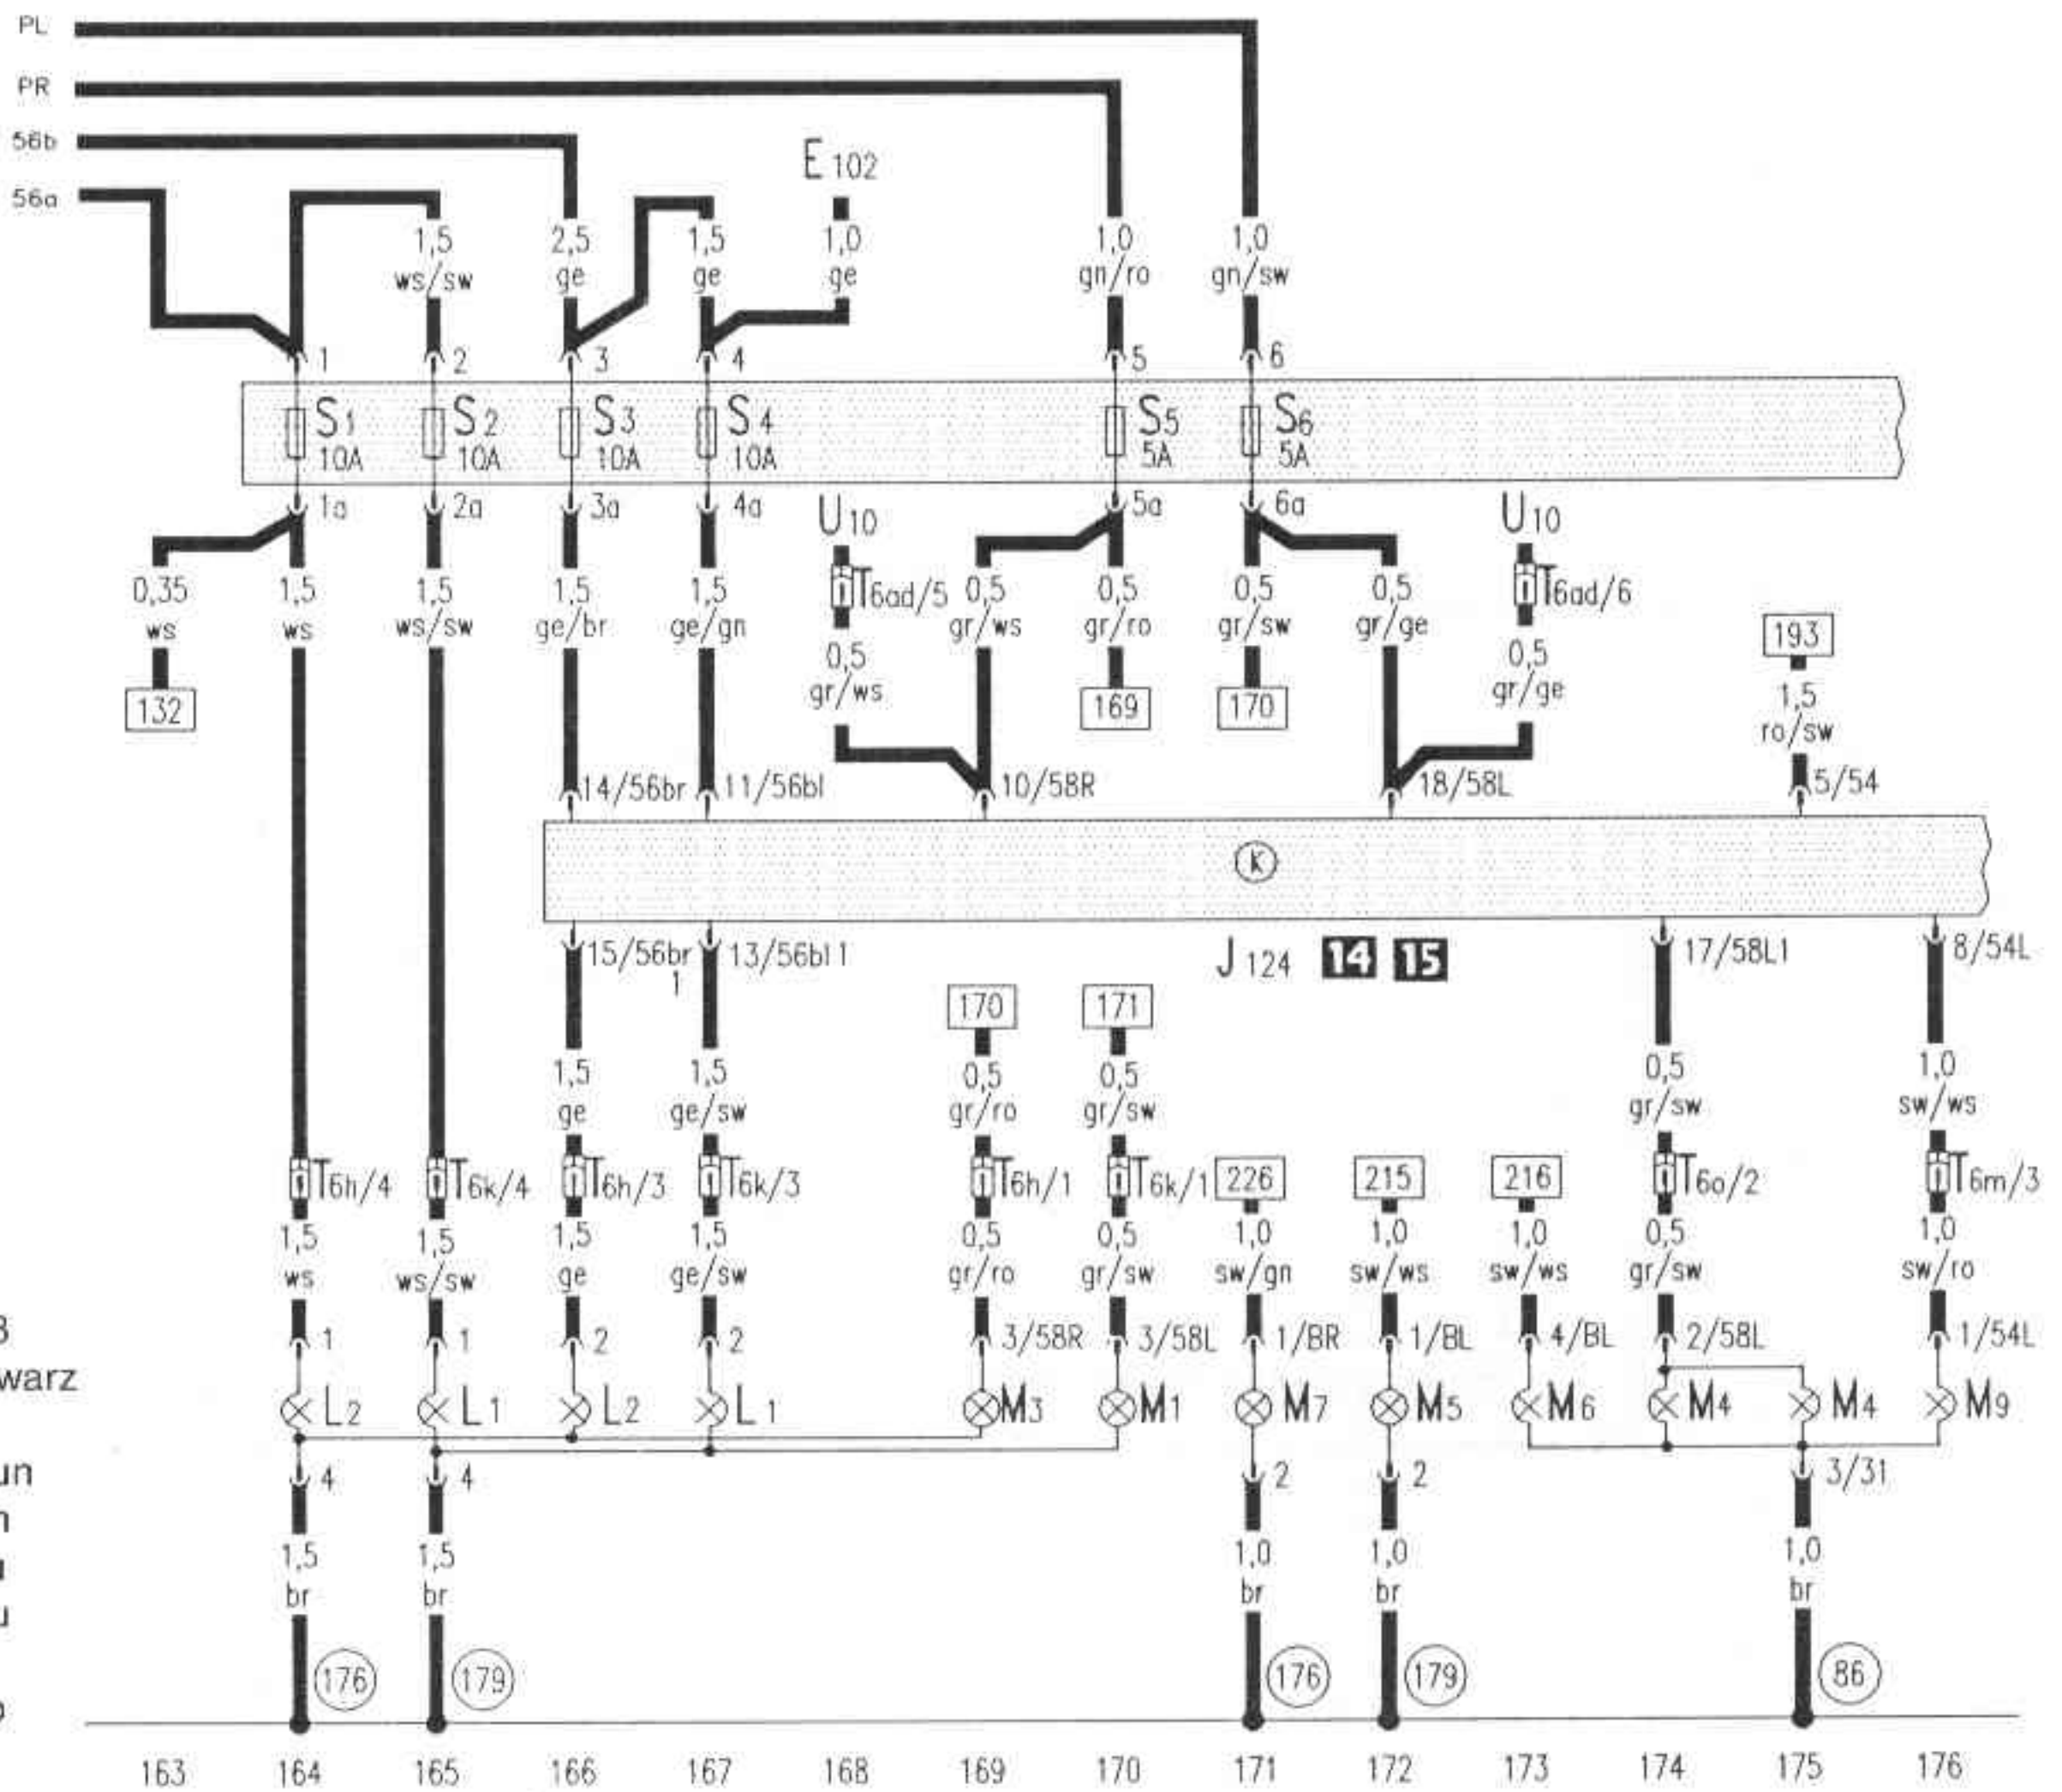 PL
PR
56b
56a
E 102
1,5 2,5 1,5 1,0 1,0 1,0
ws/sw ge ge ge gn/ro gn/sw
1 2 3 4 5 6
S1 S2 S3 S4 S5 S6
10A 10A 10A 10A 5A 5A
1a 2a 3a 4a U10 5a 6a U10
0,35 1,5 1,5 1,5 1,5 T6ad/5 0,5 0,5 0,5 0,5 T6ad/6
ws ws ws/sw ge/br ge/gn gr/ws gr/ro gr/sw gr/ge 193
0,5 0,5
gr/ws gr/ge 1,5
132 169 170 ro/sw
14/56br 11/56bl 10/58R 18/58L 5/54
K
15/56br 13/56bl1 J124 14 15 17/58L1 8/54L
1
170 171
1,5 1,5 0,5 0,5 0,5 1,0
ge ge/sw gr/ro gr/sw gr/sw sw/ws
T6h/4 T6k/4 T6h/3 T6k/3 T6h/1 T6k/1 226 215 216 T6o/2 T6m/3
1,5 1,5 1,5 1,5 0,5 0,5 1,0 1,0 1,0 0,5 1,0
ws ws/sw ge ge/sw gr/ro gr/sw sw/gn sw/ws sw/ws gr/sw sw/ro
1 1 2 2 3/58R 3/58L 1/BR 1/BL 4/BL 2/58L 1/54L
warz
L2 L1 L2 L1 M3 M1 M7 M5 M6 M4 M4 M9
un
4 4 2 2 3/31
1,5 1,5 1,0 1,0 1,0
br br br br br
176 179 176 179 86
163 164 165 166 167 168 169 170 171 172 173 174 175 176